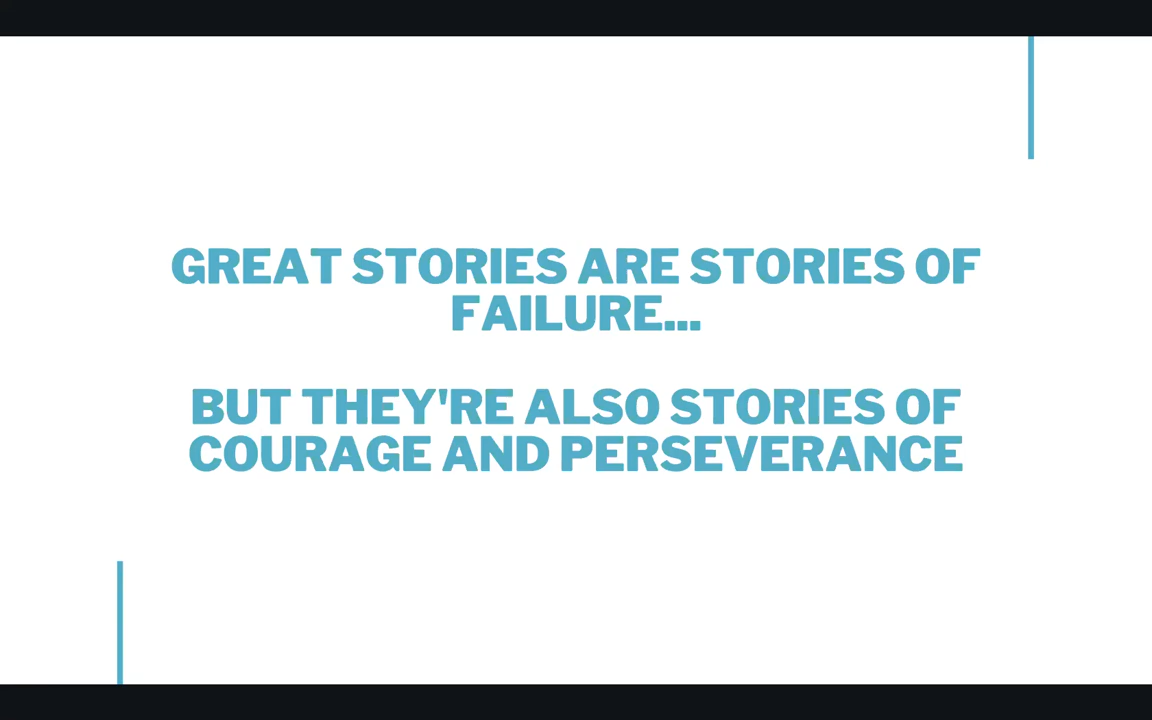 GREAT STORIES ARE STORIES OF
FAILURE...
BUT THEY'RE ALSO STORIES OF
COURAGE AND PERSEVERANCE